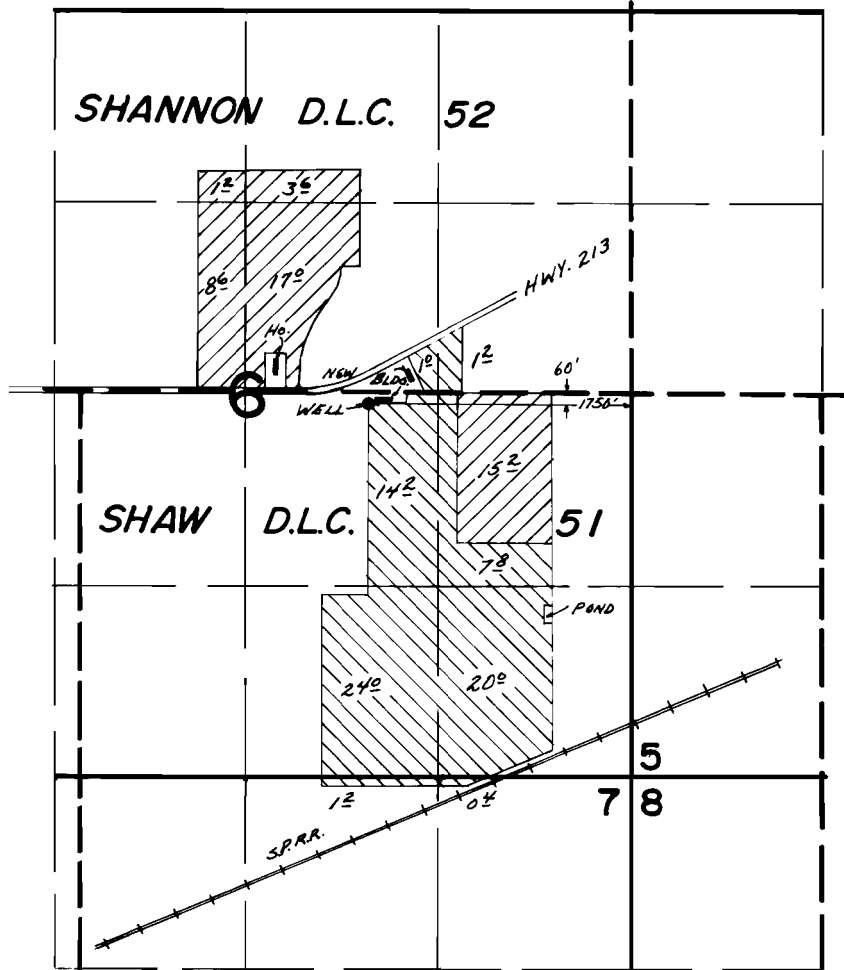 SHANNON D.L.C. 52
1 2 3 6
8 6 17 0
HWY. 213
Ho.
NEW
BLDG.
1 0
1 2
60'
6
WELL
1750'
14 2
15 2
SHAW D.L.C. 51
7 8
POND
24 0 20 0
5
1 2 0 4
7 8
S.P.R.R.